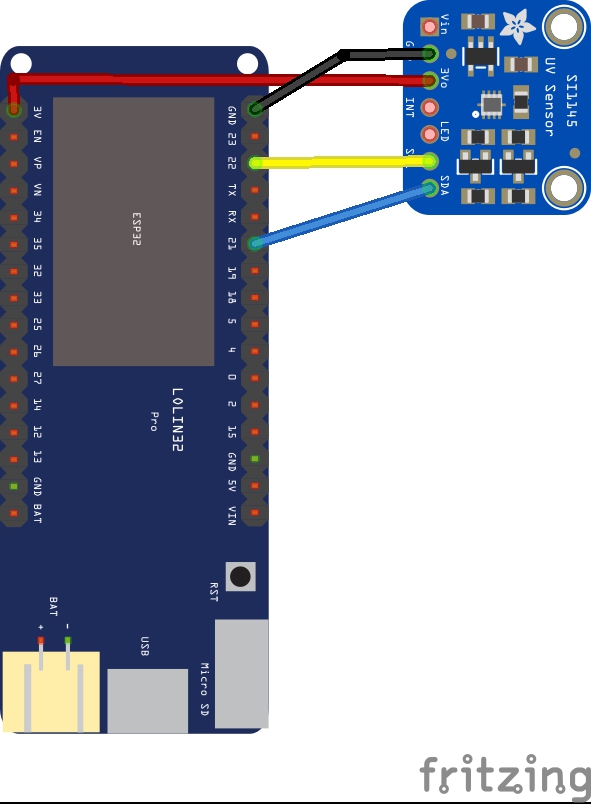 Vin
3Vo
INT
LED
SDA
UV Sensor
SI1145
3V
EN
VP
VN
34
35
32
33
25
26
27
14
12
13
GND
BAT
ESP32
GND
23
22
TX
RX
21
19
18
5
4
0
2
15
GND
5V
VIN
LOLIN32
Pro
RST
BAT
+ -
USB
Micro SD
fritzing